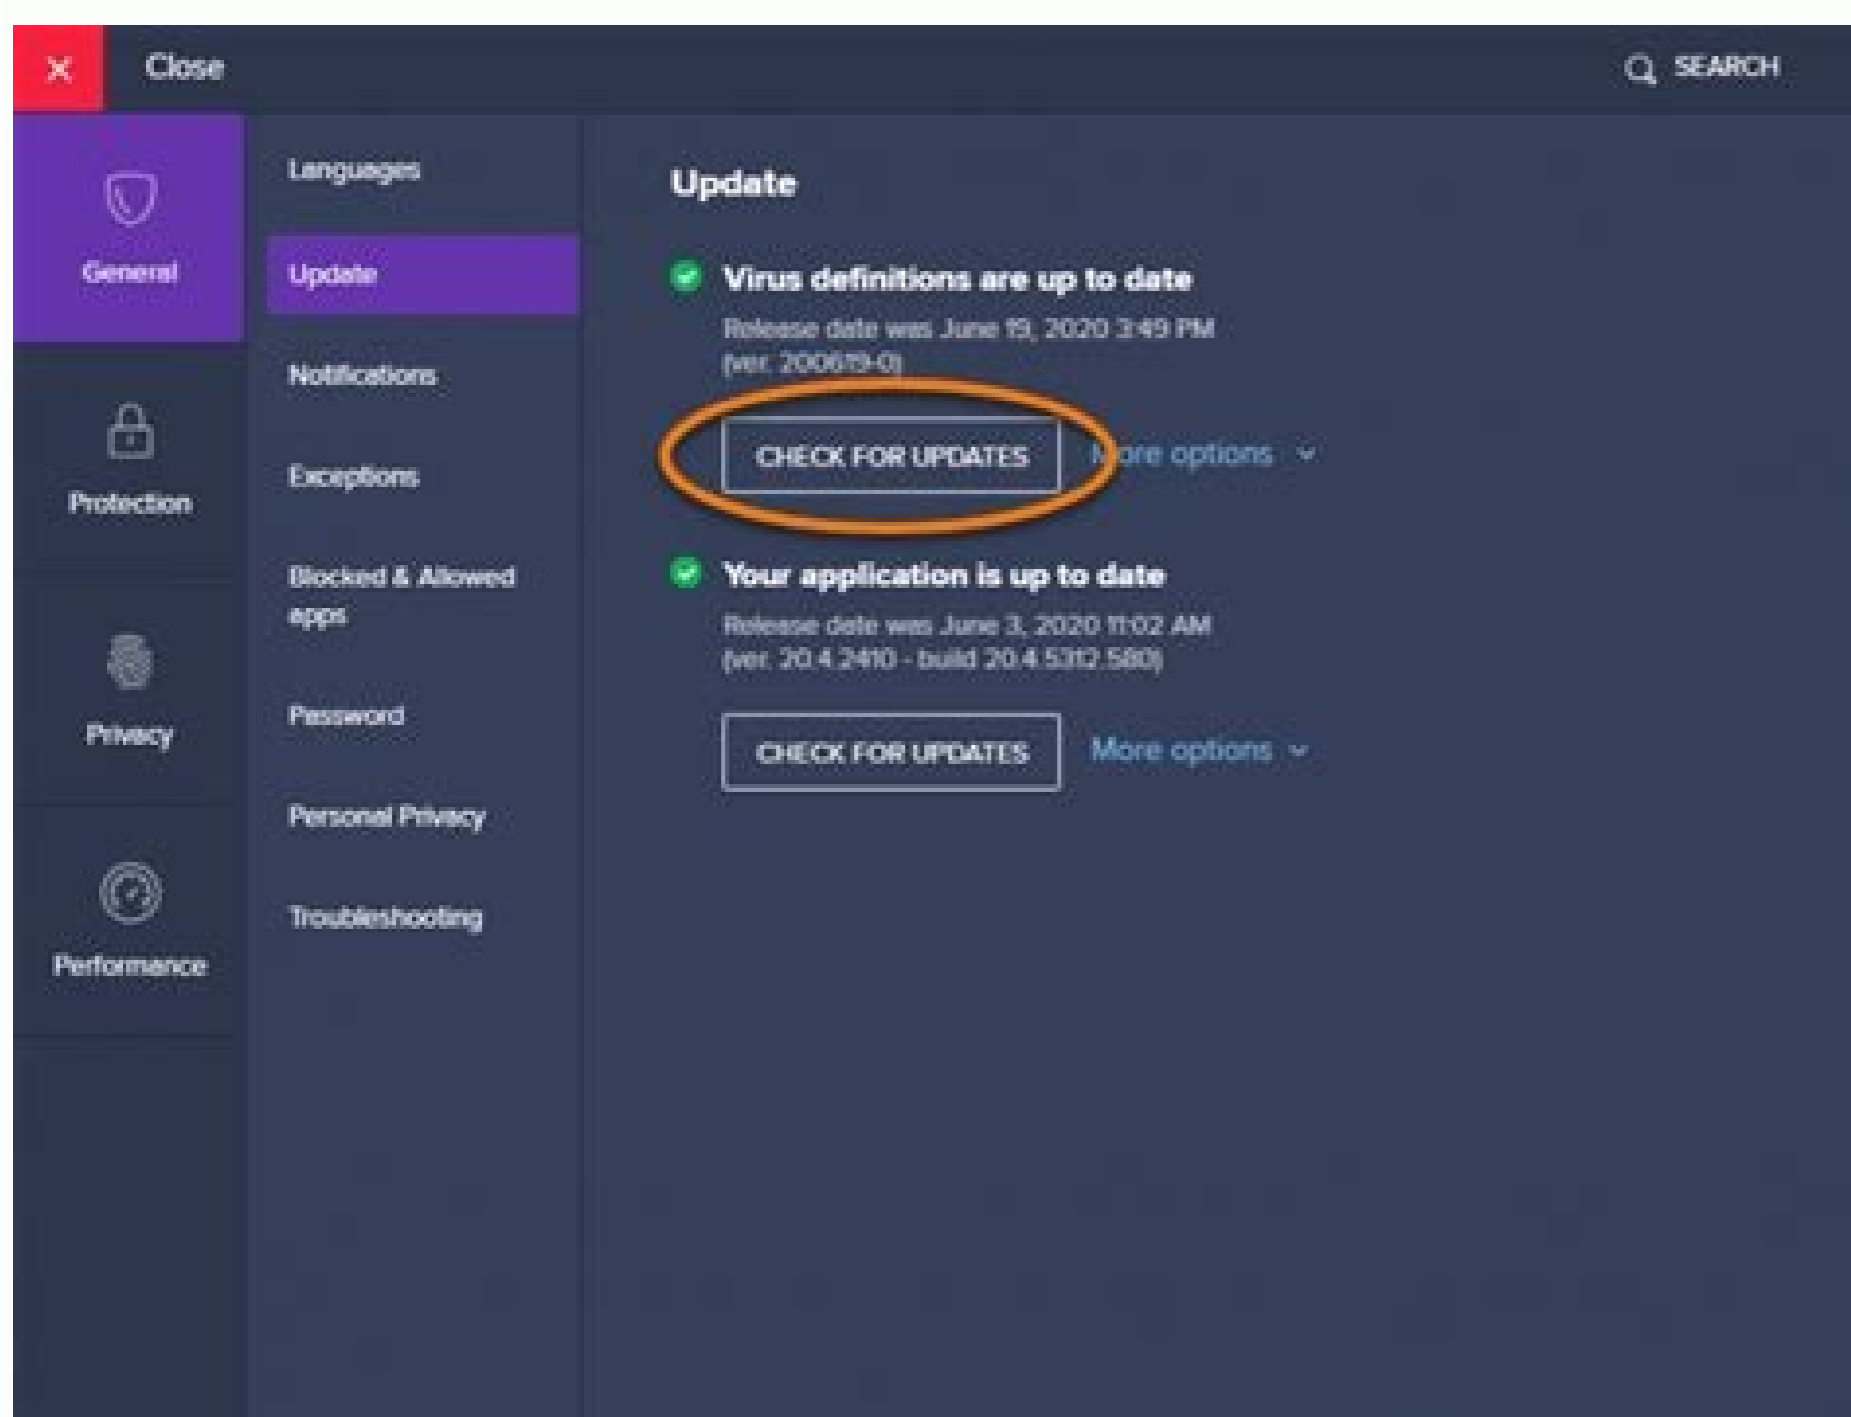 Close
SEARCH
General
Protection
Privacy
Performance
Languages
Update
Notifications
Exceptions
Blocked & Allowed
apps
Password
Personal Privacy
Troubleshooting
Update
Virus definitions are up to date
Release date was June 19, 2020 3:49 PM
(ver. 200619-0)
CHECK FOR UPDATES
More options
Your application is up to date
Release date was June 3, 2020 11:02 AM
(ver. 20.4.2410 - build 20.4.5312.580)
CHECK FOR UPDATES
More options